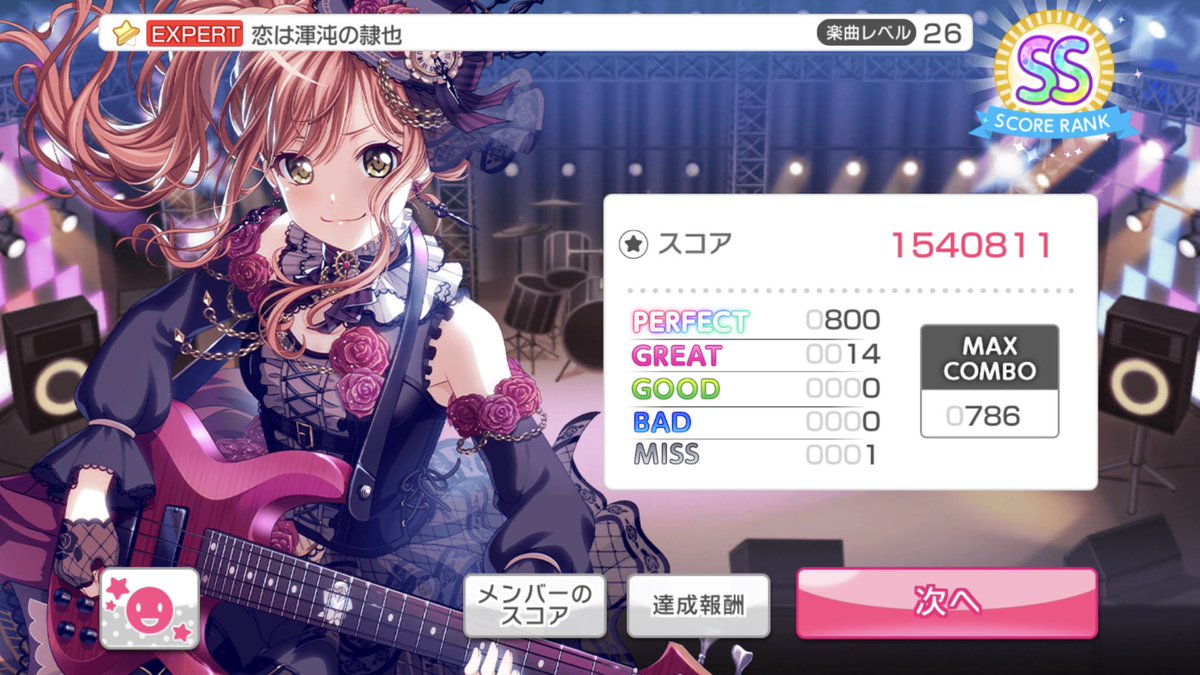 EXPERT 恋は渾沌の隷也
楽曲レベル 26
SS
SCORE RANK
スコア 1540811
PERFECT 0800
GREAT 0014
GOOD 0000
BAD 0000
MISS 0001
MAX
COMBO
0786
メンバーの
スコア
達成報酬
次へ